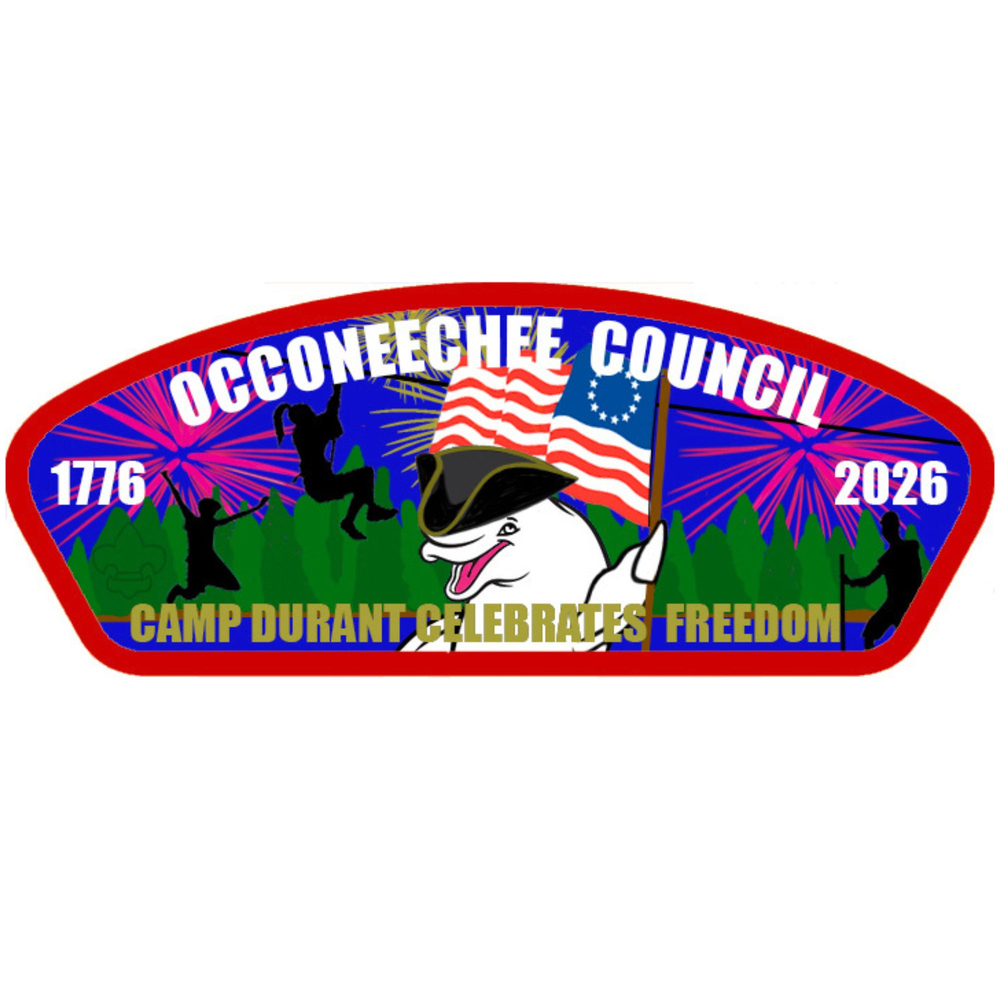 OCCONEECHEE COUNCIL
1776
2026
CAMP DURANT CELEBRATES FREEDOM